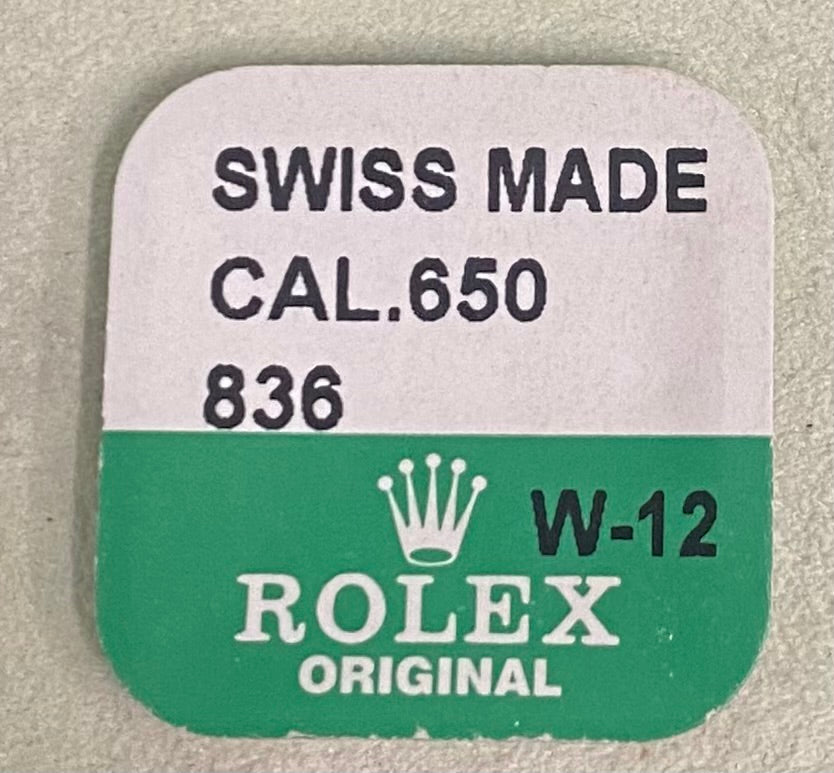 SWISS MADE
CAL.650
836
W-12
ROLEX
ORIGINAL